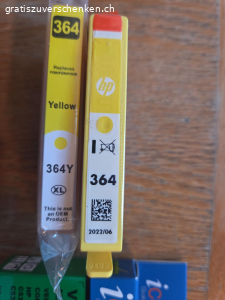 gratiszuverschenken.ch
364
Yellow
364Y
XL
This is not
an OEM
Product.
hp
364
2022/06